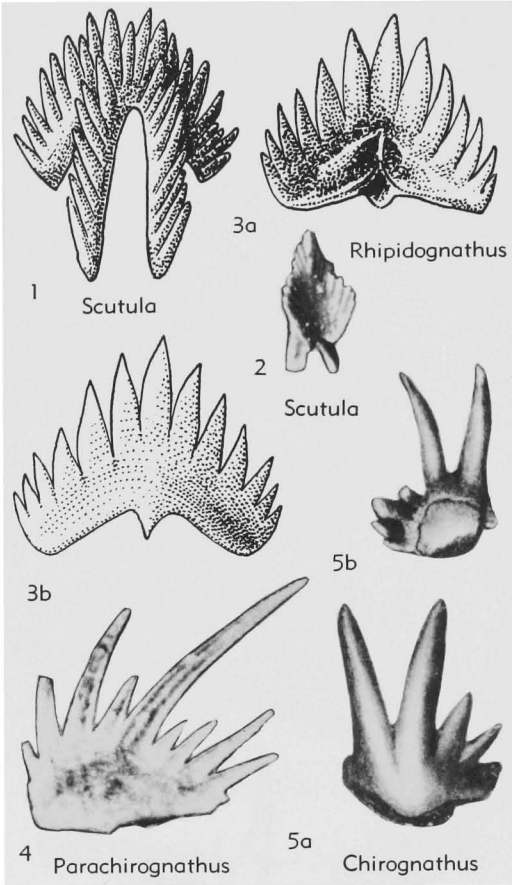 1
Scutula
3a
Rhipidognathus
2
Scutula
3b
5b
4
Parachirognathus
5a
Chirognathus